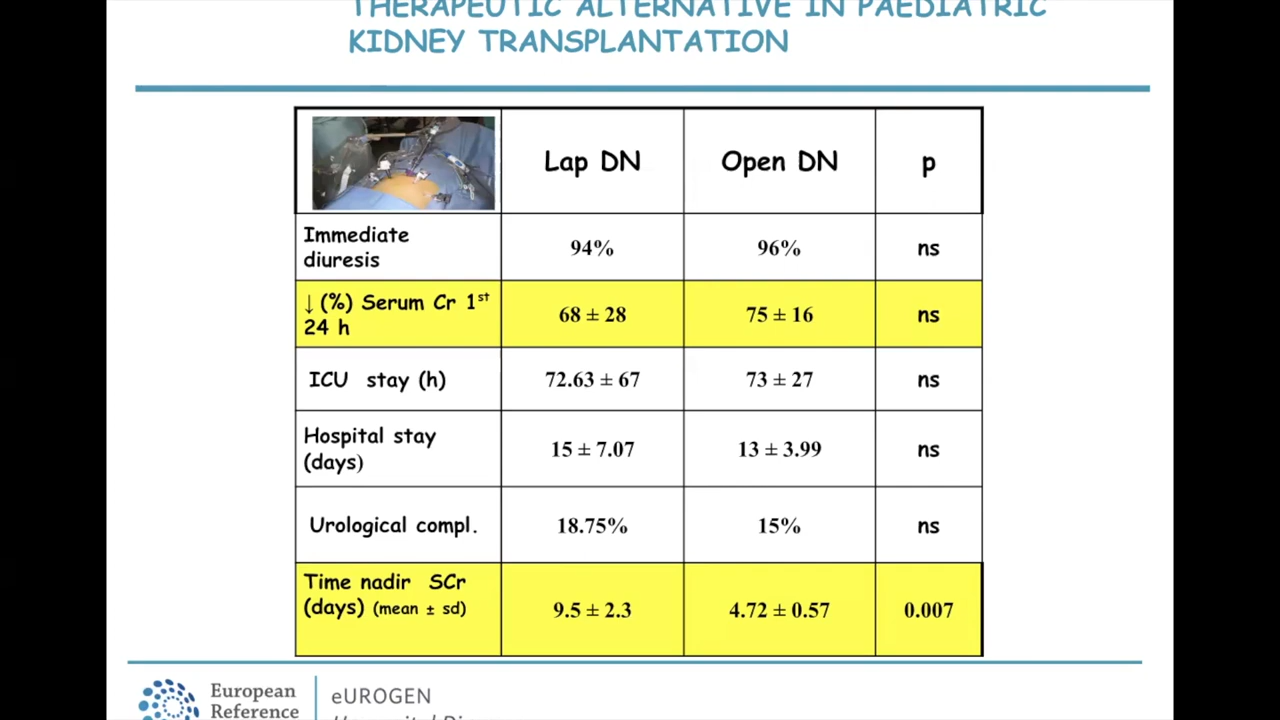 THERAPEUTIC ALTERNATIVE IN PAEDIATRIC
KIDNEY TRANSPLANTATION
Lap DN Open DN p
Immediate
diuresis 94% 96% ns
↓(%) Serum Cr 1st
24 h 68 ± 28 75 ± 16 ns
ICU stay (h) 72.63 ± 67 73 ± 27 ns
Hospital stay
(days) 15 ± 7.07 13 ± 3.99 ns
Urological compl. 18.75% 15% ns
Time nadir SCr
(days) (mean ± sd) 9.5 ± 2.3 4.72 ± 0.57 0.007
European
Reference
eUROGEN